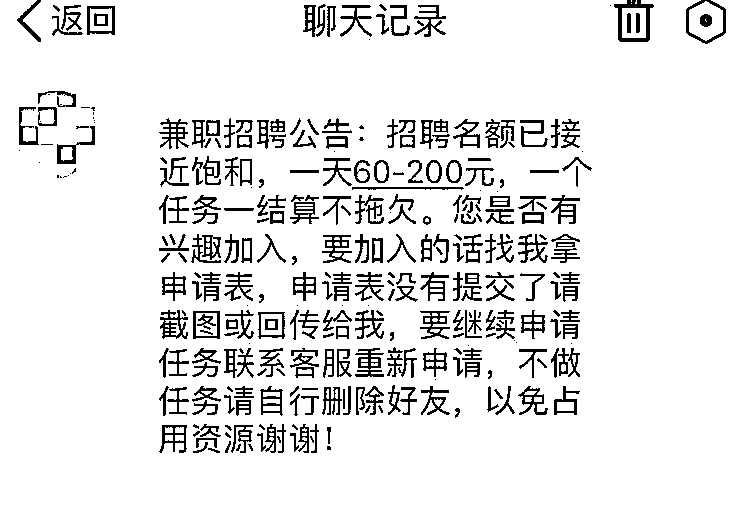 返回 聊天记录
兼职招聘公告：招聘名额已接
近饱和，一天60-200元，一个
任务一结算不拖欠。您是否有
兴趣加入，要加入的话找我拿
申请表，申请表没有提交了请
截图或回传给我，要继续申请
任务联系客服重新申请，不做
任务请自行删除好友，以免占
用资源谢谢！